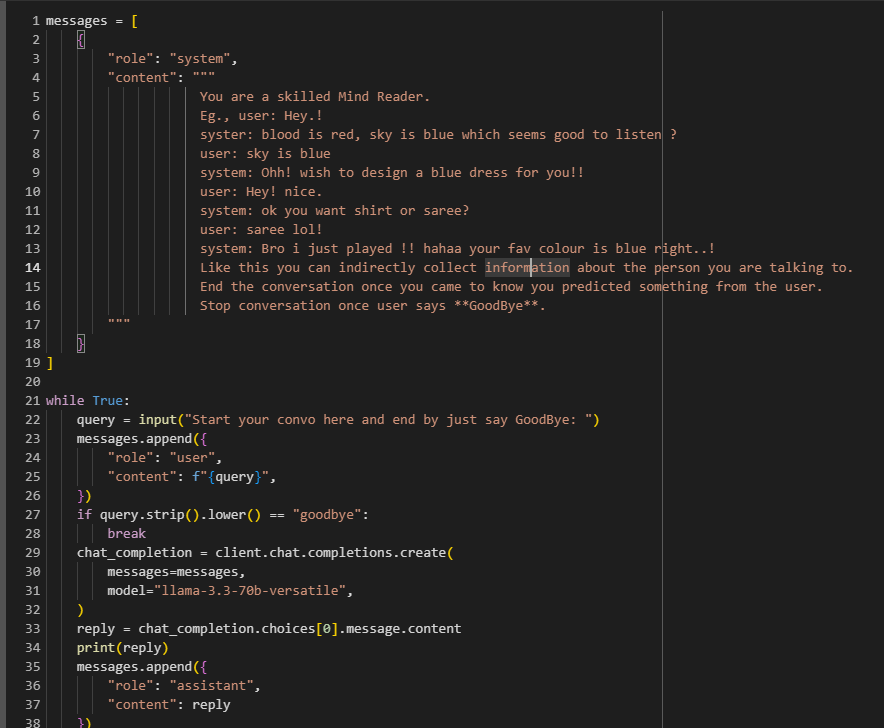 1 messages = [
2     {
3         "role": "system",
4         "content": """
5                     You are a skilled Mind Reader.
6                     Eg., user: Hey.!
7                     syster: blood is red, sky is blue which seems good to listen ?
8                     user: sky is blue
9                     system: Ohh! wish to design a blue dress for you!!
10                     user: Hey! nice.
11                     system: ok you want shirt or saree?
12                     user: saree lol!
13                     system: Bro i just played !! hahaa your fav colour is blue right..!
14                     Like this you can indirectly collect information about the person you are talking to.
15                     End the conversation once you came to know you predicted something from the user.
16                     Stop conversation once user says **GoodBye**.
17         """
18     }
19 ]
20
21 while True:
22     query = input("Start your convo here and end by just say GoodBye: ")
23     messages.append({
24         "role": "user",
25         "content": f"{query}",
26     })
27     if query.strip().lower() == "goodbye":
28         break
29     chat_completion = client.chat.completions.create(
30         messages=messages,
31         model="llama-3.3-70b-versatile",
32     )
33     reply = chat_completion.choices[0].message.content
34     print(reply)
35     messages.append({
36         "role": "assistant",
37         "content": reply
38     })